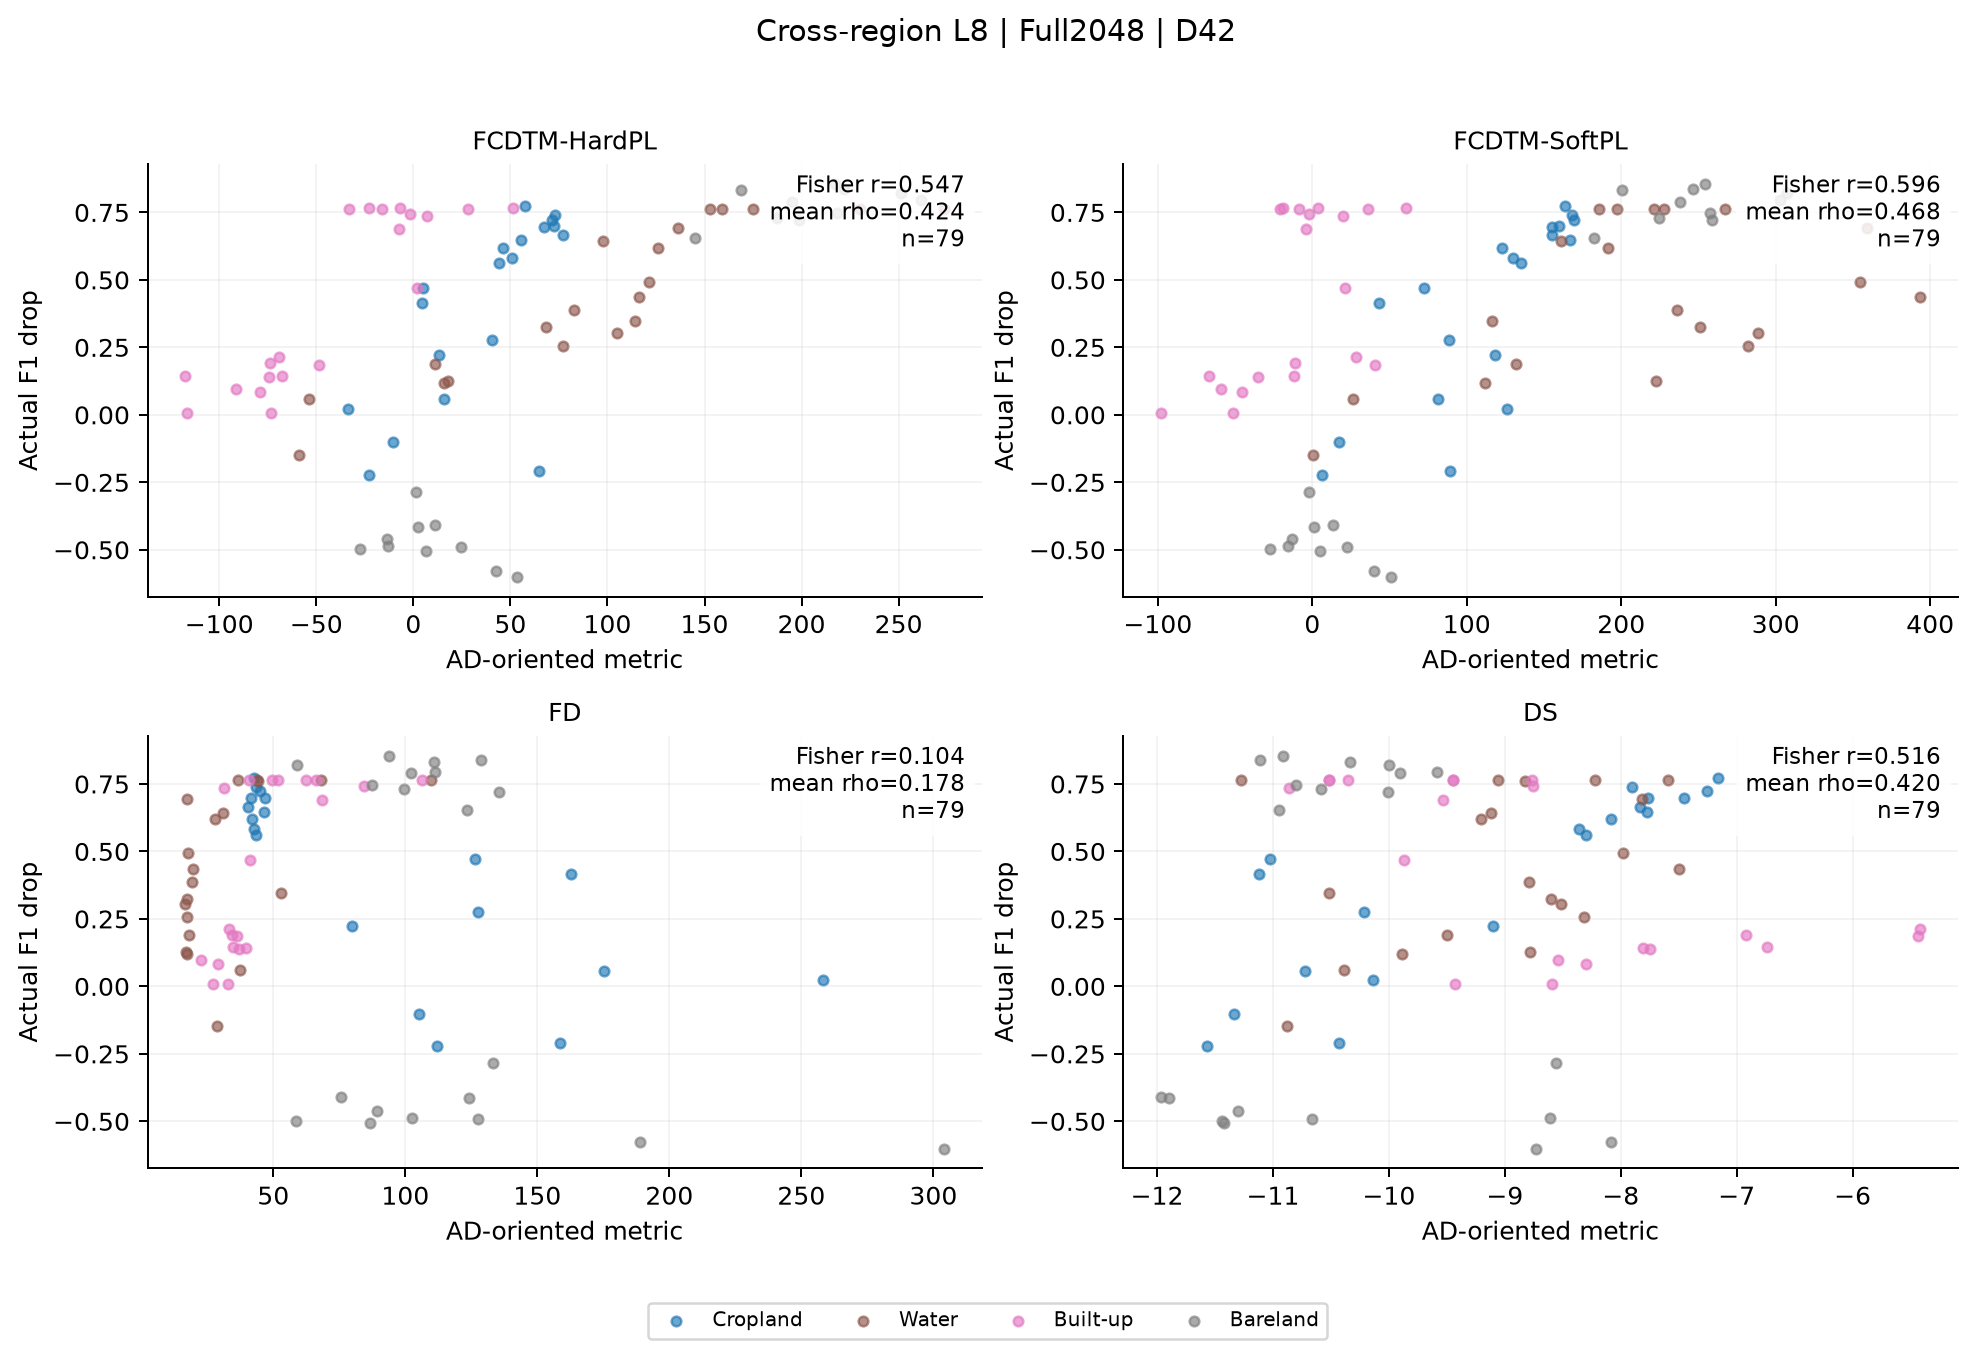 Cross-region L8 | Full2048 | D42
FCDTM-HardPL
Fisher r=0.547
mean rho=0.424
n=79
Actual F1 drop
0.75
0.50
0.25
0.00
−0.25
−0.50
−100 −50 0 50 100 150 200 250
AD-oriented metric
FCDTM-SoftPL
Fisher r=0.596
mean rho=0.468
n=79
Actual F1 drop
0.75
0.50
0.25
0.00
−0.25
−0.50
−100 0 100 200 300 400
AD-oriented metric
FD
Fisher r=0.104
mean rho=0.178
n=79
Actual F1 drop
0.75
0.50
0.25
0.00
−0.25
−0.50
50 100 150 200 250 300
AD-oriented metric
DS
Fisher r=0.516
mean rho=0.420
n=79
Actual F1 drop
0.75
0.50
0.25
0.00
−0.25
−0.50
−12 −11 −10 −9 −8 −7 −6
AD-oriented metric
Cropland Water Built-up Bareland